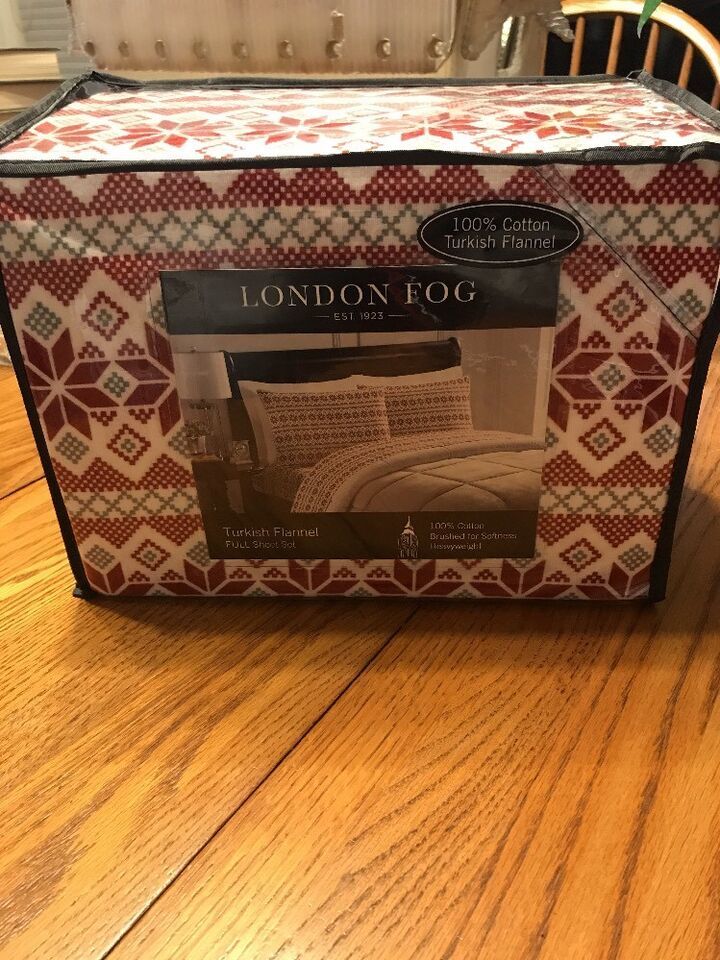 100% Cotton
Turkish Flannel
LONDON FOG
EST. 1923
Turkish Flannel
FULL Sheet Set
100% Cotton
Brushed for Softness
Heavyweight